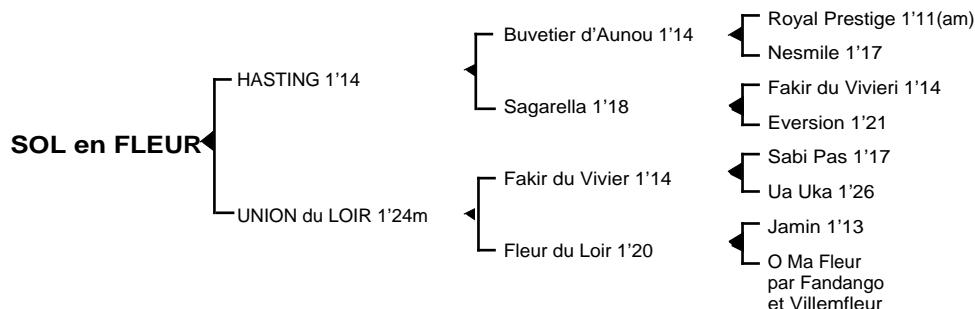 SOL en FLEUR
HASTING 1'14
UNION du LOIR 1'24m
Buvetier d'Aunou 1'14
Sagarella 1'18
Fakir du Vivier 1'14
Fleur du Loir 1'20
Royal Prestige 1'11(am)
Nesmile 1'17
Fakir du Vivieri 1'14
Eversion 1'21
Sabi Pas 1'17
Ua Uka 1'26
Jamin 1'13
O Ma Fleur
par Fandango
et Villemfleur